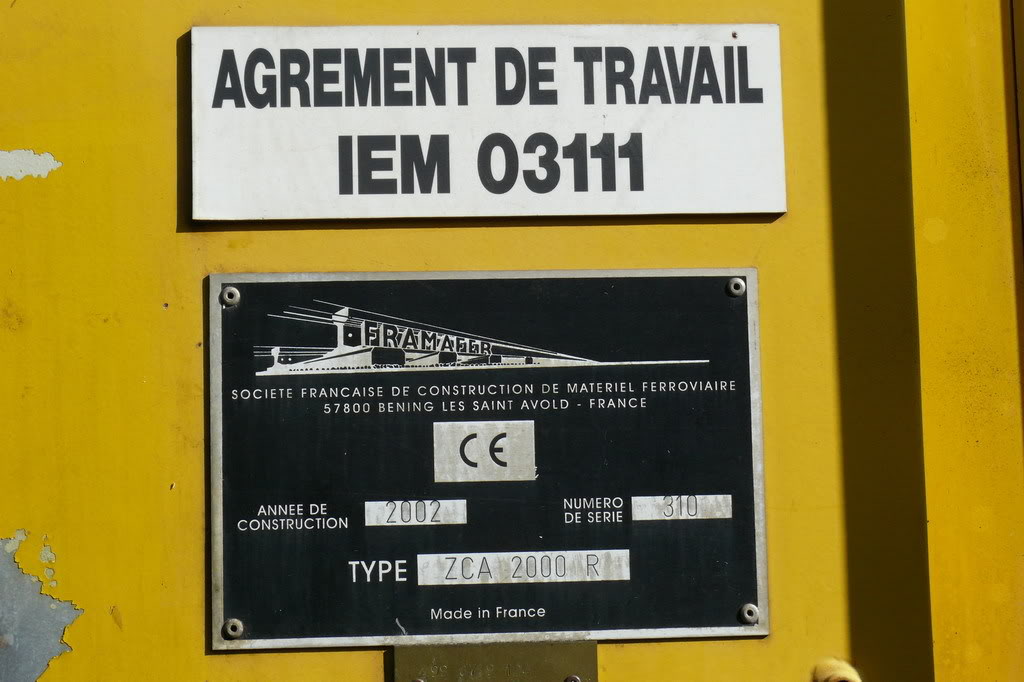 AGREMENT DE TRAVAIL
IEM 03111
FRAMAFER
SOCIETE FRANCAISE DE CONSTRUCTION DE MATERIEL FERROVIAIRE
57800 BENING LES SAINT AVOLD - FRANCE
CE
ANNEE DE CONSTRUCTION 2002
NUMERO DE SERIE 310
TYPE ZCA 2000 R
Made in France